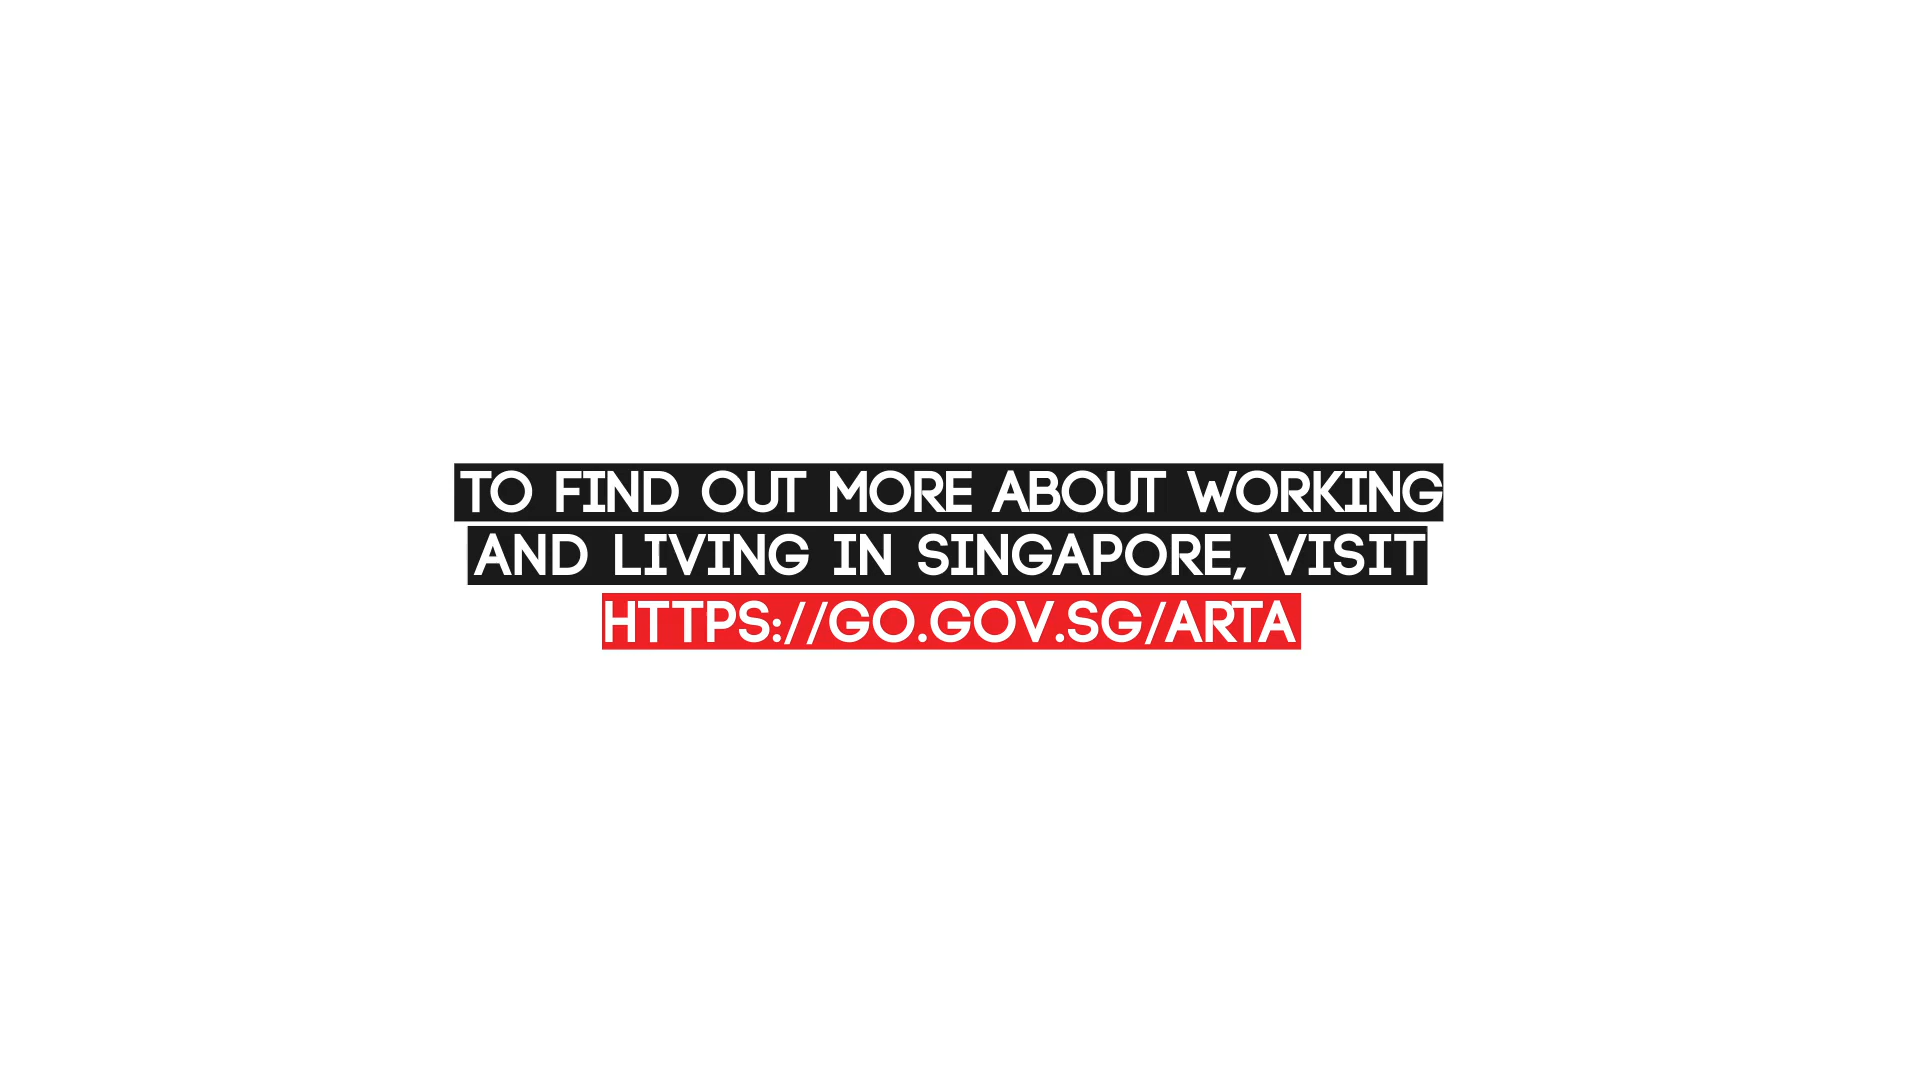 TO FIND OUT MORE ABOUT WORKING
AND LIVING IN SINGAPORE, VISIT
HTTPS://GO.GOV.SG/ARTA